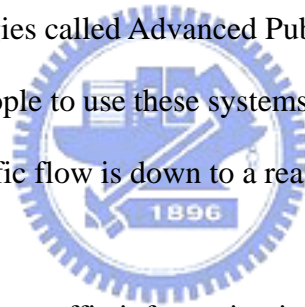 ies called Advanced Pub
ople to use these systems
fic flow is down to a rea
1896